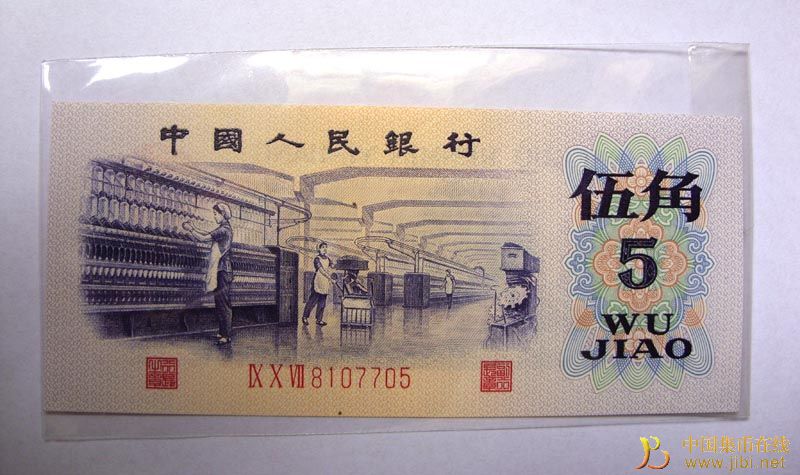 中國人民銀行
伍角
5
WU
JIAO
IX X VII 8107705
中国集币在线
www.jibi.net